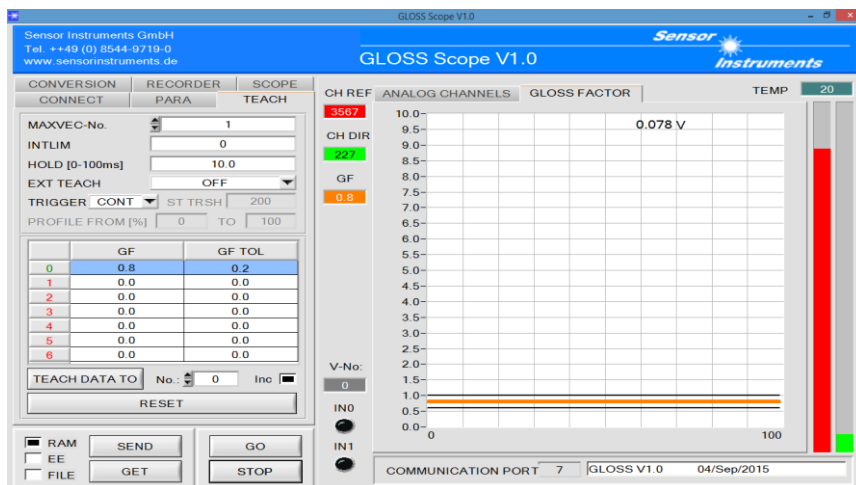 GLOSS Scope V1.0
Sensor Instruments GmbH
Tel. ++49 (0) 8544-9719-0
www.sensorinstruments.de
GLOSS Scope V1.0
Sensor Instruments
CONVERSION RECORDER SCOPE
CONNECT PARA TEACH
MAXVEC-No. 1
INTLIM 0
HOLD [0-100ms] 10.0
EXT TEACH OFF
TRIGGER CONT ST TRSH 200
PROFILE FROM [%] 0 TO 100
GF GF TOL
0 0.8 0.2
1 0.0 0.0
2 0.0 0.0
3 0.0 0.0
4 0.0 0.0
5 0.0 0.0
6 0.0 0.0
TEACH DATA TO No.: 0 Inc
RESET
RAM
EE
FILE
SEND GO
GET STOP
CH REF
3567
CH DIR
227
GF
0.8
V-No:
0
IN0
IN1
ANALOG CHANNELS GLOSS FACTOR TEMP 20
0.078 V
10.0
9.5
9.0
8.5
8.0
7.5
7.0
6.5
6.0
5.5
5.0
4.5
4.0
3.5
3.0
2.5
2.0
1.5
1.0
0.5
0.0
0 100
COMMUNICATION PORT 7 GLOSS V1.0 04/Sep/2015